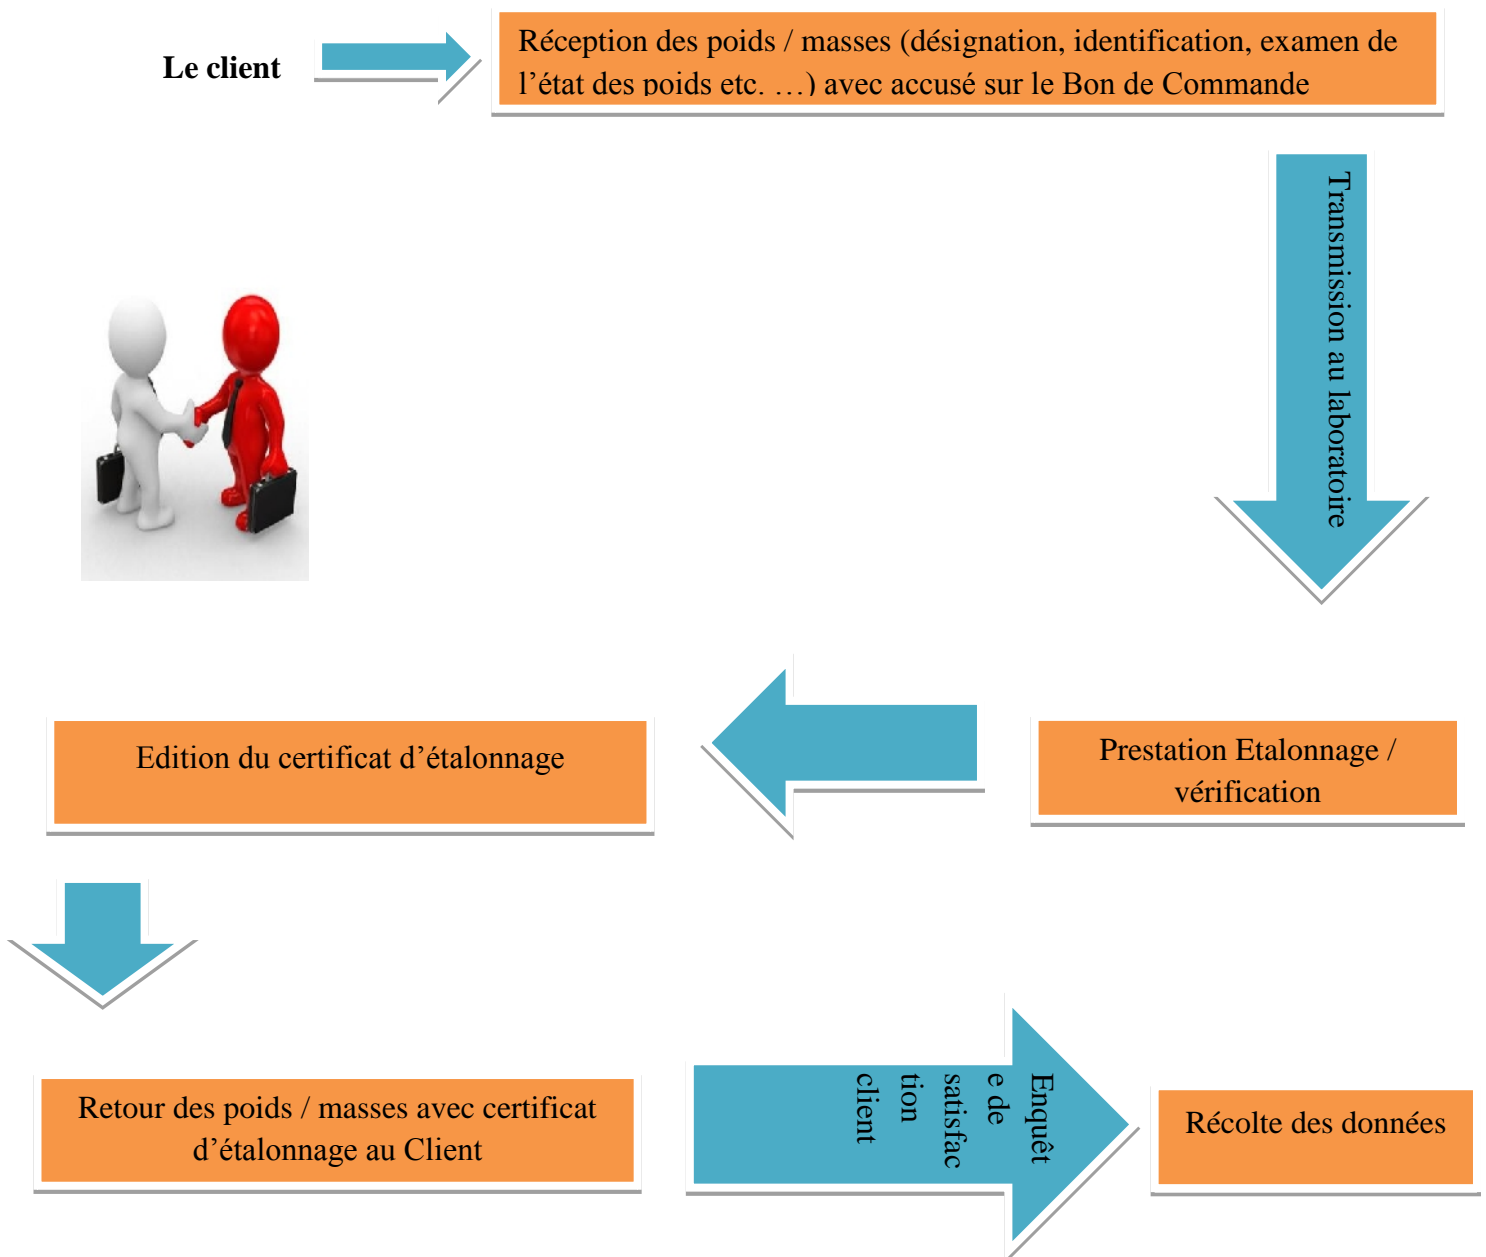 Le client
Réception des poids / masses (désignation, identification, examen de
l’état des poids etc. …) avec accusé sur le Bon de Commande
Transmission au laboratoire
Prestation Etalonnage /
vérification
Edition du certificat d’étalonnage
Retour des poids / masses avec certificat
d’étalonnage au Client
Enquêt
e de
satisfac
tion
client
Récolte des données